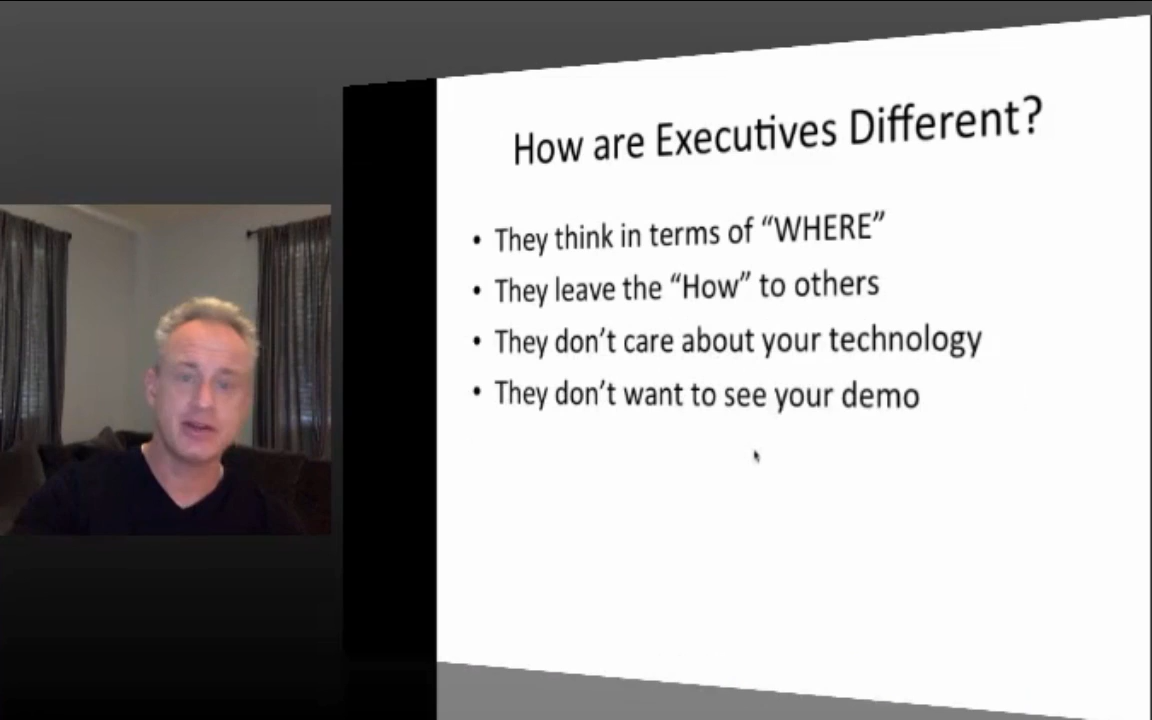 How are Executives Different?
• They think in terms of “WHERE”
• They leave the “How” to others
• They don’t care about your technology
• They don’t want to see your demo